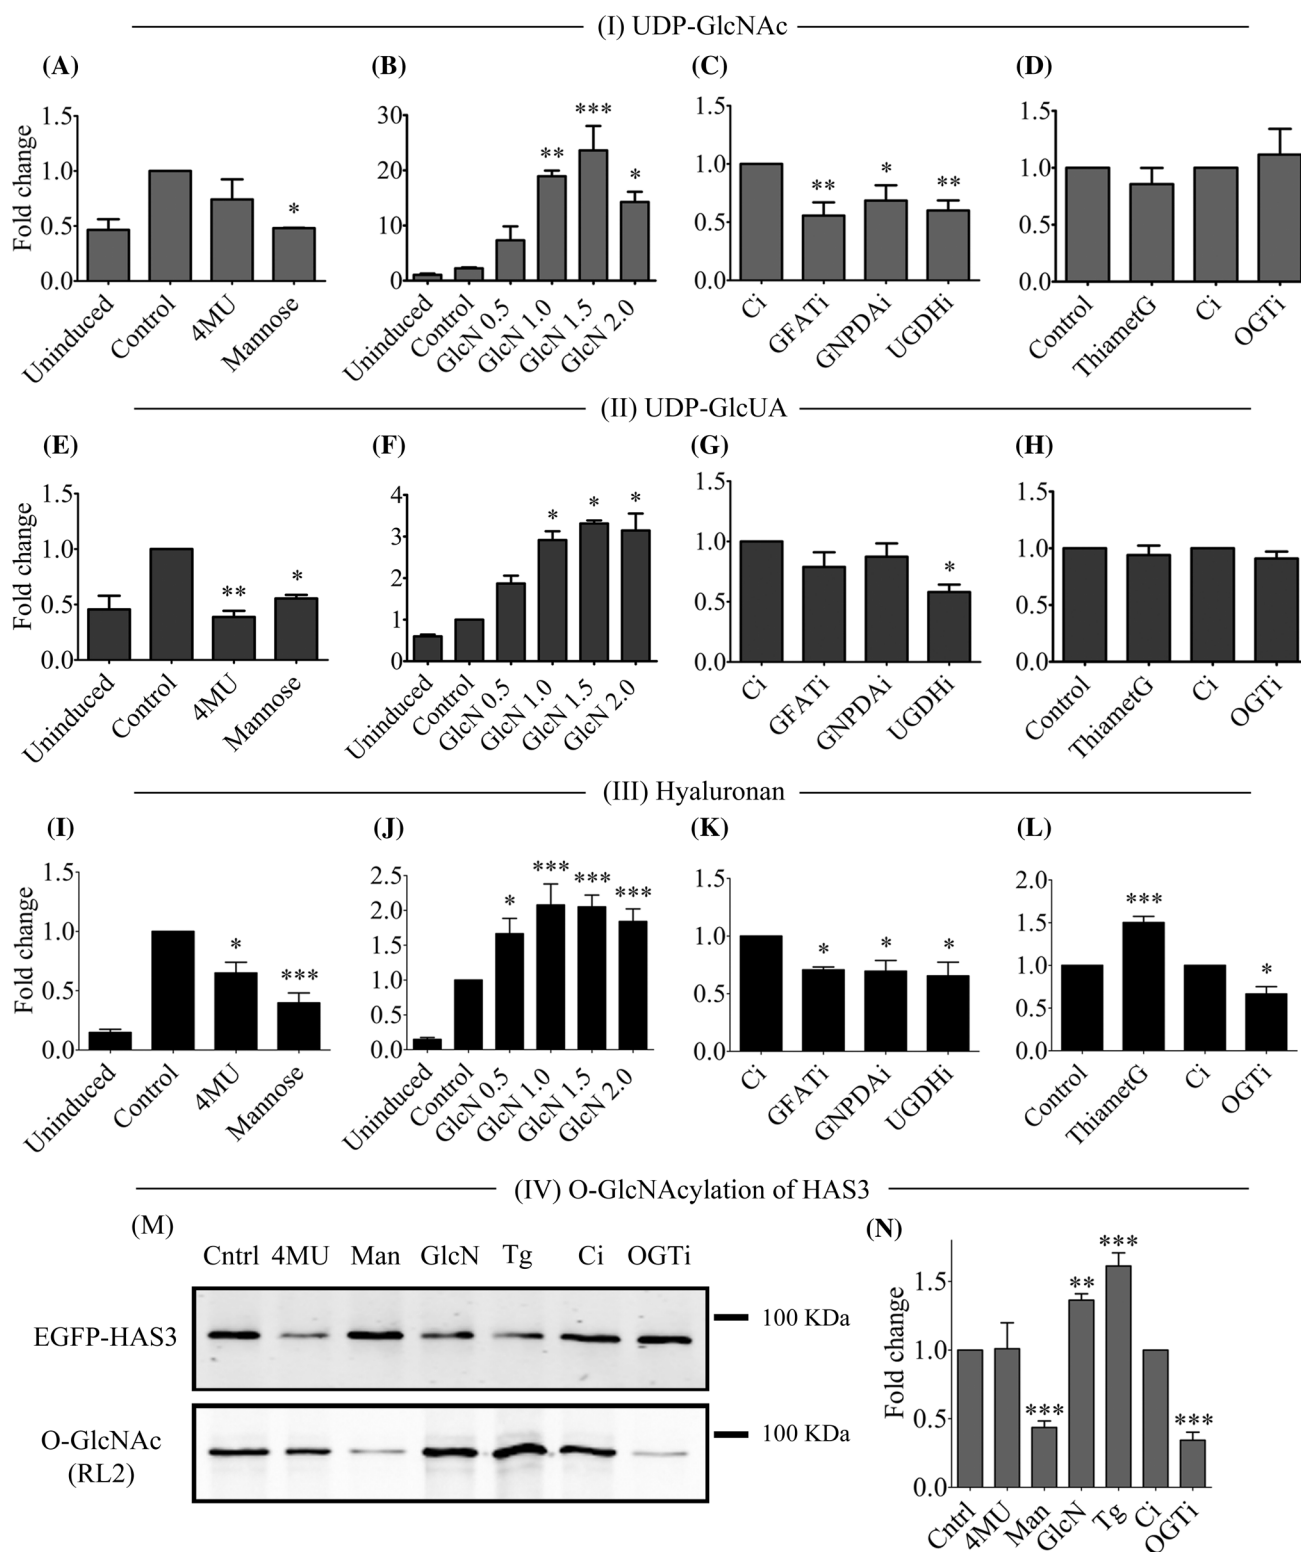 (I) UDP-GlcNAc
(A) (B) (C) (D)
Fold change
1.5
1.0
0.5
0.0
*
Uninduced Control 4MU Mannose
30
20
10
0
** *** *
Uninduced Control GlcN 0.5 GlcN 1.0 GlcN 1.5 GlcN 2.0
1.5
1.0
0.5
0.0
** * **
Ci GFATi GNPDAi UGDHi
1.5
1.0
0.5
0.0
Control ThiametG Ci OGTi
(II) UDP-GlcUA
(E) (F) (G) (H)
Fold change
1.5
1.0
0.5
0.0
** *
Uninduced Control 4MU Mannose
4
3
2
1
0
* * *
Uninduced Control GlcN 0.5 GlcN 1.0 GlcN 1.5 GlcN 2.0
1.5
1.0
0.5
0.0
*
Ci GFATi GNPDAi UGDHi
1.5
1.0
0.5
0.0
Control ThiametG Ci OGTi
(III) Hyaluronan
(I) (J) (K) (L)
Fold change
1.5
1.0
0.5
0.0
* ***
Uninduced Control 4MU Mannose
2.5
2.0
1.5
1.0
0.5
0.0
* *** *** ***
Uninduced Control GlcN 0.5 GlcN 1.0 GlcN 1.5 GlcN 2.0
1.5
1.0
0.5
0.0
* * *
Ci GFATi GNPDAi UGDHi
2.0
1.5
1.0
0.5
0.0
*** *
Control ThiametG Ci OGTi
(IV) O-GlcNAcylation of HAS3
(M)
Cntrl 4MU Man GlcN Tg Ci OGTi
EGFP-HAS3
100 KDa
O-GlcNAc
(RL2)
100 KDa
(N)
Fold change
1.5
1.0
0.5
0.0
*** ** *** ***
Cntrl 4MU Man GlcN Tg Ci OGTi